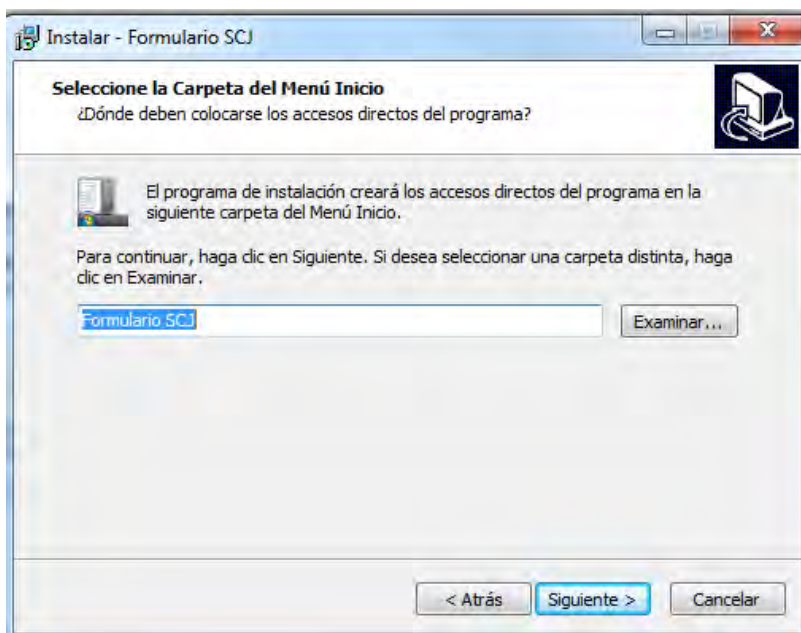 Instalar - Formulario SCJ
Seleccione la Carpeta del Menú Inicio
¿Dónde deben colocarse los accesos directos del programa?
El programa de instalación creará los accesos directos del programa en la
siguiente carpeta del Menú Inicio.
Para continuar, haga clic en Siguiente. Si desea seleccionar una carpeta distinta, haga
clic en Examinar.
Formulario SCJ
Examinar...
< Atrás
Siguiente >
Cancelar